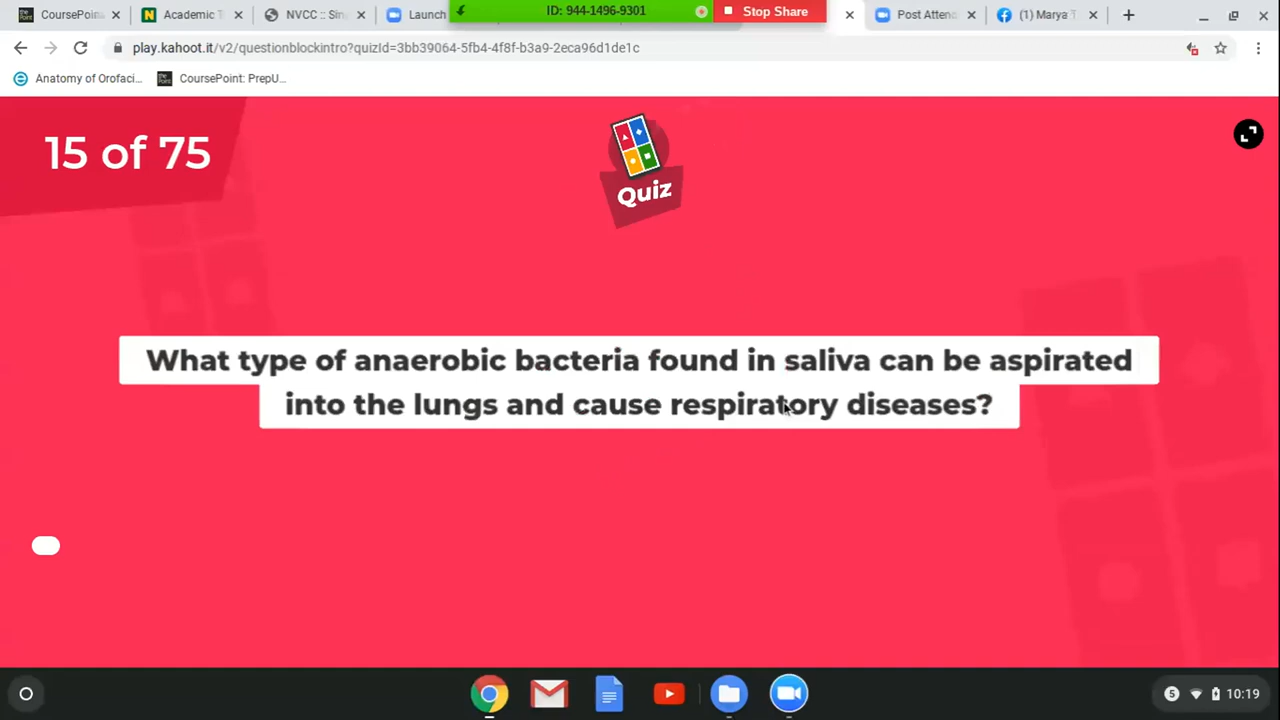 CoursePoin
Academic T
NVCC :: Sin
Launch
ID: 944-1496-9301
Stop Share
Post Attend
(1) Marya T
play.kahoot.it/v2/questionblockintro?quizId=3bb39064-5fb4-4f8f-b3a9-2eca96d1de1c
Anatomy of Orofaci...
CoursePoint: PrepU...
15 of 75
Quiz
What type of anaerobic bacteria found in saliva can be aspirated
into the lungs and cause respiratory diseases?
5
10:19